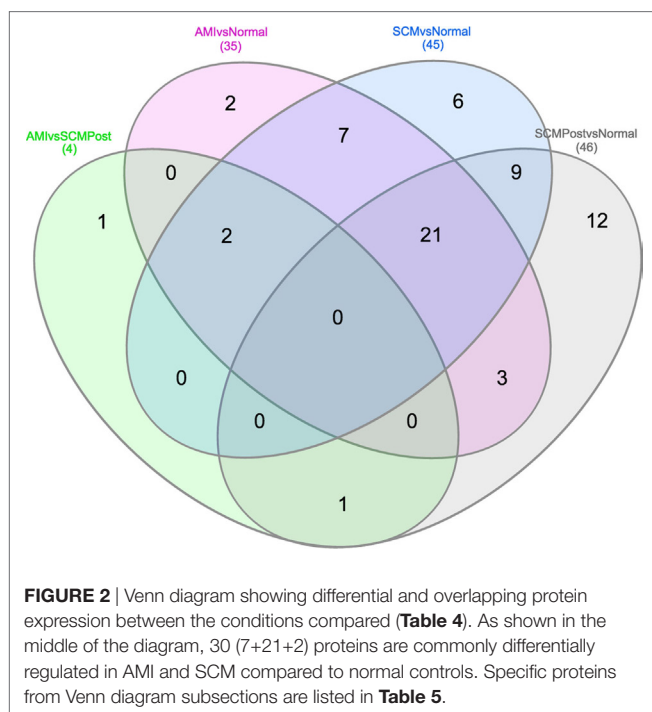 AMIvsNormal
(35)
SCMvsNormal
(45)
AMIvsSCMPost
(4)
SCMPostvsNormal
(46)
2
6
7
0
9
1
2
21
12
0
0
3
0
0
1
FIGURE 2 | Venn diagram showing differential and overlapping protein
expression between the conditions compared (Table 4). As shown in the
middle of the diagram, 30 (7+21+2) proteins are commonly differentially
regulated in AMI and SCM compared to normal controls. Specific proteins
from Venn diagram subsections are listed in Table 5.